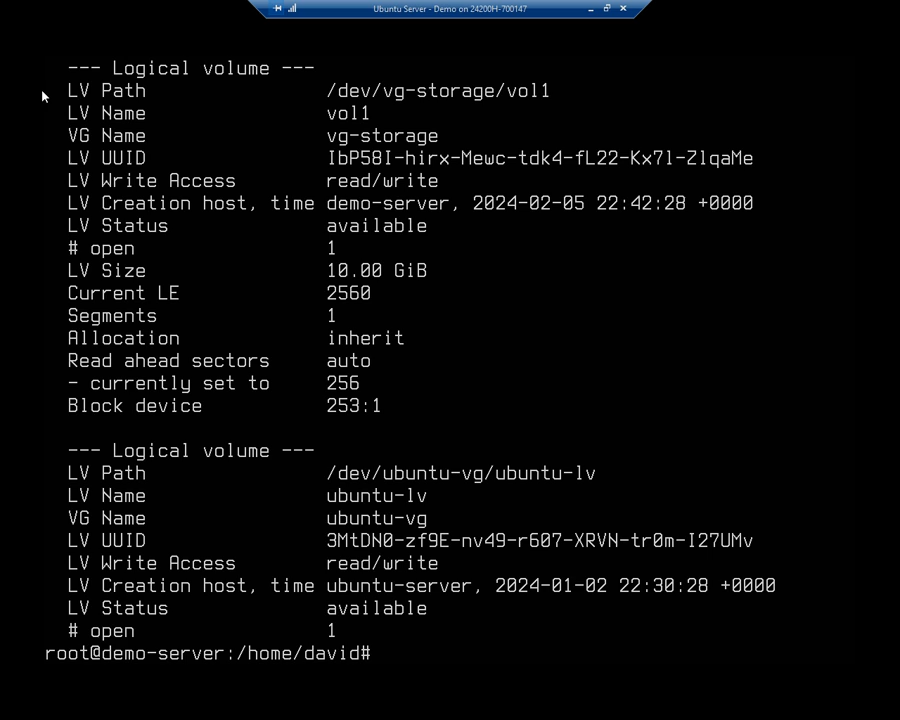 Ubuntu Server - Demo on 24200H-700147
--- Logical volume ---
LV Path /dev/vg-storage/vol1
LV Name vol1
VG Name vg-storage
LV UUID IbP58I-hirx-Mewc-tdk4-fL22-Kx7l-ZlqaMe
LV Write Access read/write
LV Creation host, time demo-server, 2024-02-05 22:42:28 +0000
LV Status available
# open 1
LV Size 10.00 GiB
Current LE 2560
Segments 1
Allocation inherit
Read ahead sectors auto
- currently set to 256
Block device 253:1
--- Logical volume ---
LV Path /dev/ubuntu-vg/ubuntu-lv
LV Name ubuntu-lv
VG Name ubuntu-vg
LV UUID 3MtDN0-zf9E-nv49-r607-XRVN-tr0m-I27UMv
LV Write Access read/write
LV Creation host, time ubuntu-server, 2024-01-02 22:30:28 +0000
LV Status available
# open 1
root@demo-server:/home/david#